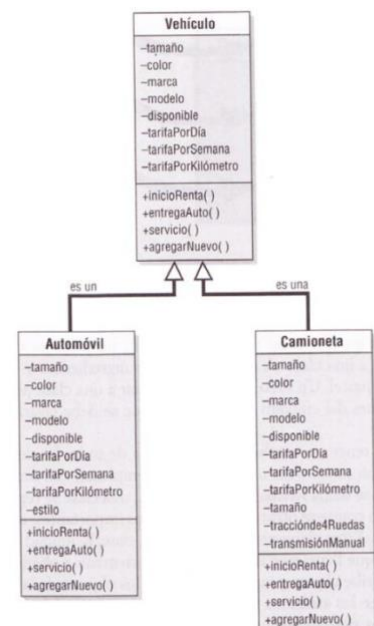 Vehículo
–tamaño
–color
–marca
–modelo
–disponible
–tarifaPorDía
–tarifaPorSemana
–tarifaPorKilómetro
+inicioRenta( )
+entregaAuto( )
+servicio( )
+agregarNuevo( )
es un
es una
Automóvil
–tamaño
–color
–marca
–modelo
–disponible
–tarifaPorDía
–tarifaPorSemana
–tarifaPorKilómetro
–estilo
+inicioRenta( )
+entregaAuto( )
+servicio( )
+agregarNuevo( )
Camioneta
–tamaño
–color
–marca
–modelo
–disponible
–tarifaPorDía
–tarifaPorSemana
–tarifaPorKilómetro
–tamaño
–tracciónde4Ruedas
–transmisiónManual
+inicioRenta( )
+entregaAuto( )
+servicio( )
+agregarNuevo( )